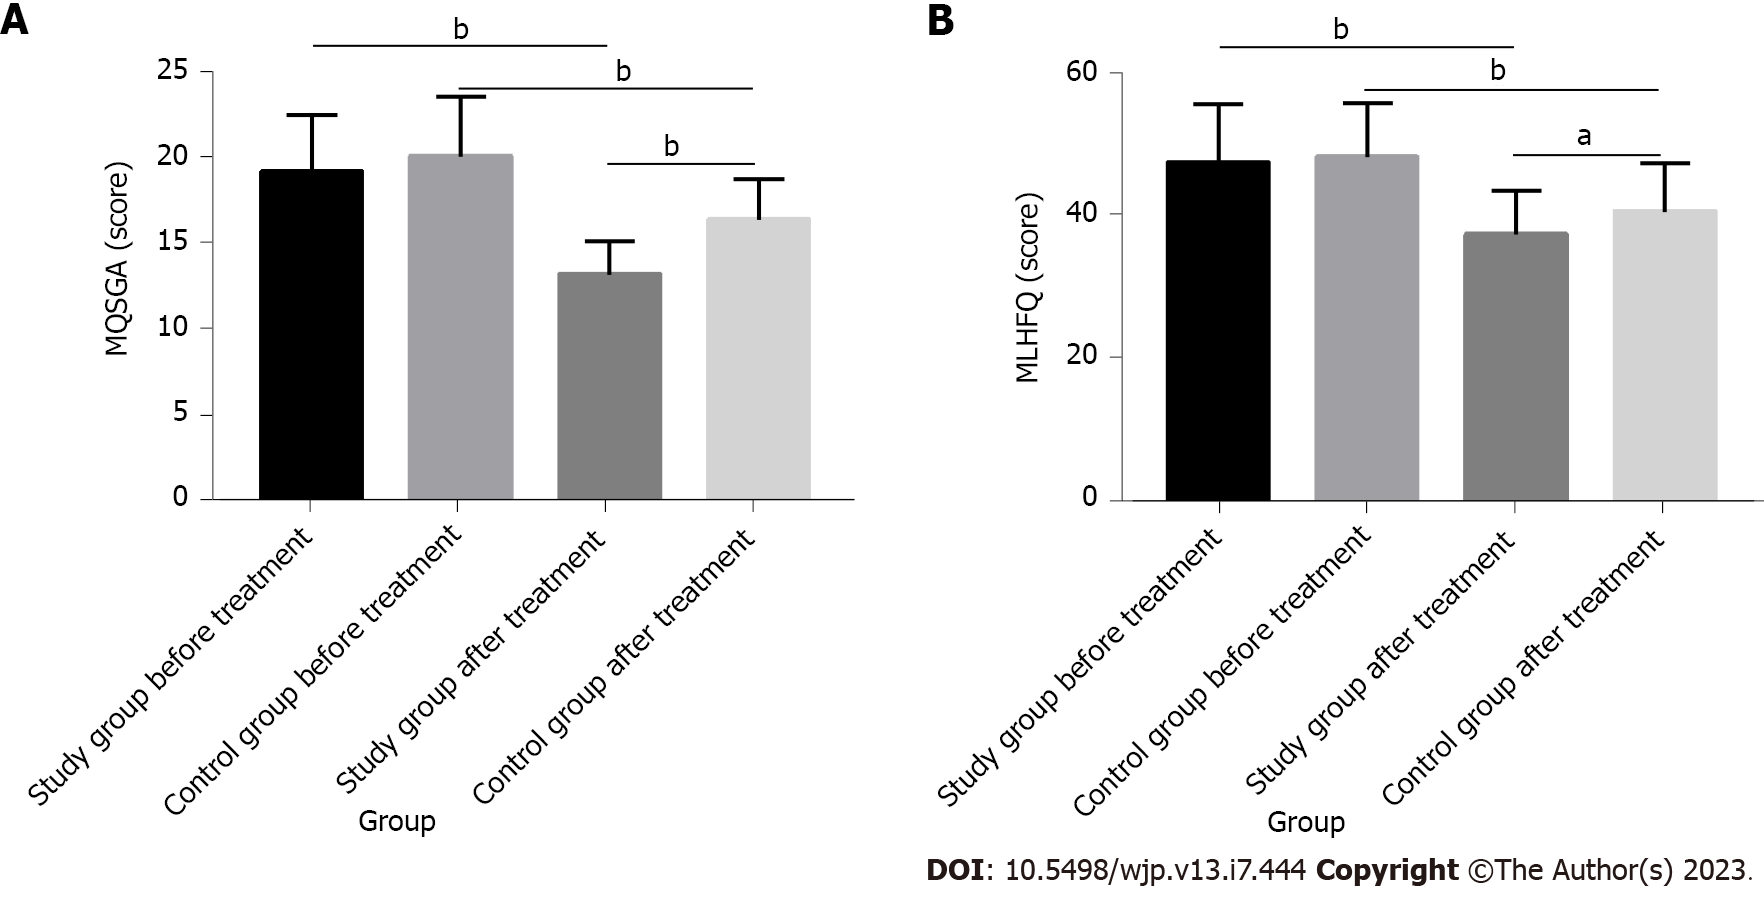 A
b
b
b
25
20
15
10
5
0
MQSGA (score)
Study group before treatment
Control group before treatment
Study group after treatment
Control group after treatment
Group
B
b
b
a
60
40
20
0
MLHFQ (score)
Study group before treatment
Control group before treatment
Study group after treatment
Control group after treatment
Group
DOI: 10.5498/wjp.v13.i7.444 Copyright ©The Author(s) 2023.